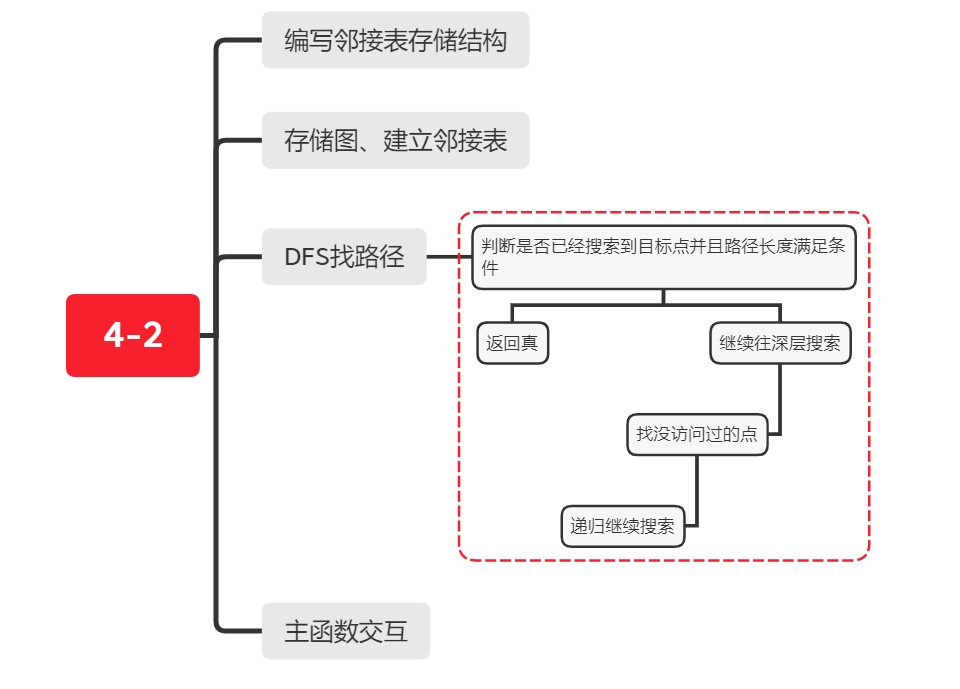 编写邻接表存储结构
存储图、建立邻接表
DFS找路径
判断是否已经搜索到目标点并且路径长度满足条
件
返回真
继续往深层搜索
4-2
找没访问过的点
递归继续搜索
主函数交互